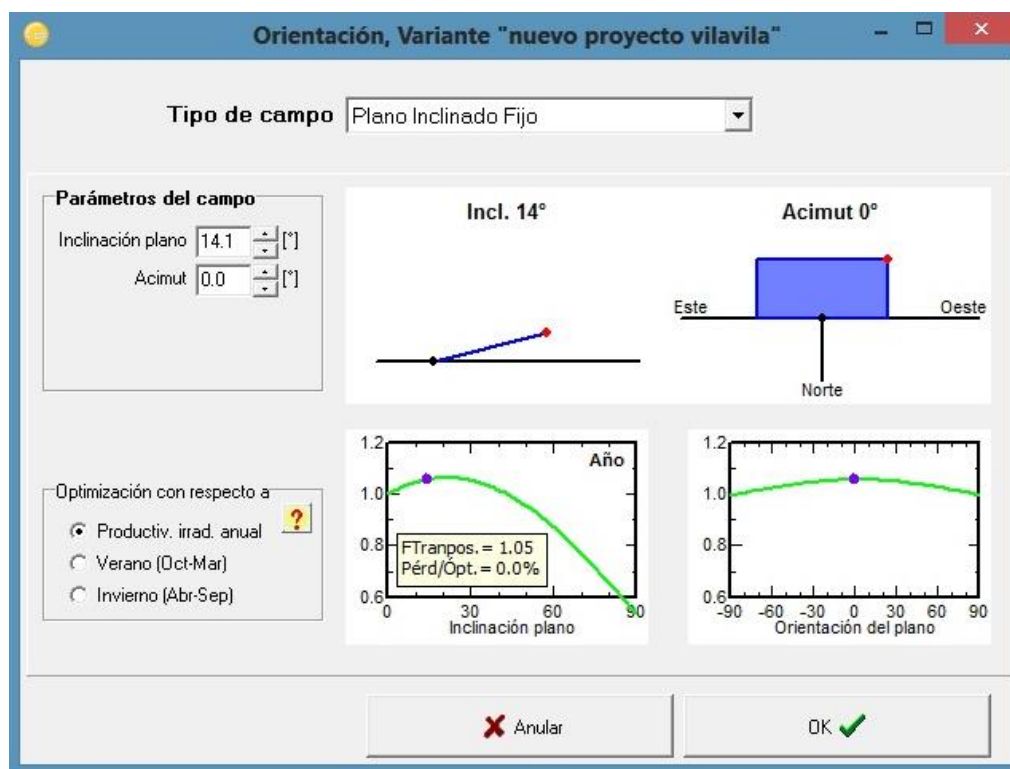 Orientación, Variante "nuevo proyecto vilavila"
Tipo de campo Plano Inclinado Fijo
Parámetros del campo
Inclinación plano 14.1 [°]
Acimut 0.0 [°]
Incl. 14°
Acimut 0°
Este Oeste
Norte
Optimización con respecto a
?
Productiv. irrad. anual
Verano (Oct-Mar)
Invierno (Abr-Sep)
1.2
1.0
0.8
0.6
Año
FTranpos. = 1.05
Pérd/Ópt. = 0.0%
0 30 60 90
Inclinación plano
1.2
1.0
0.8
0.6
-90 -60 -30 0 30 60 90
Orientación del plano
Anular
OK